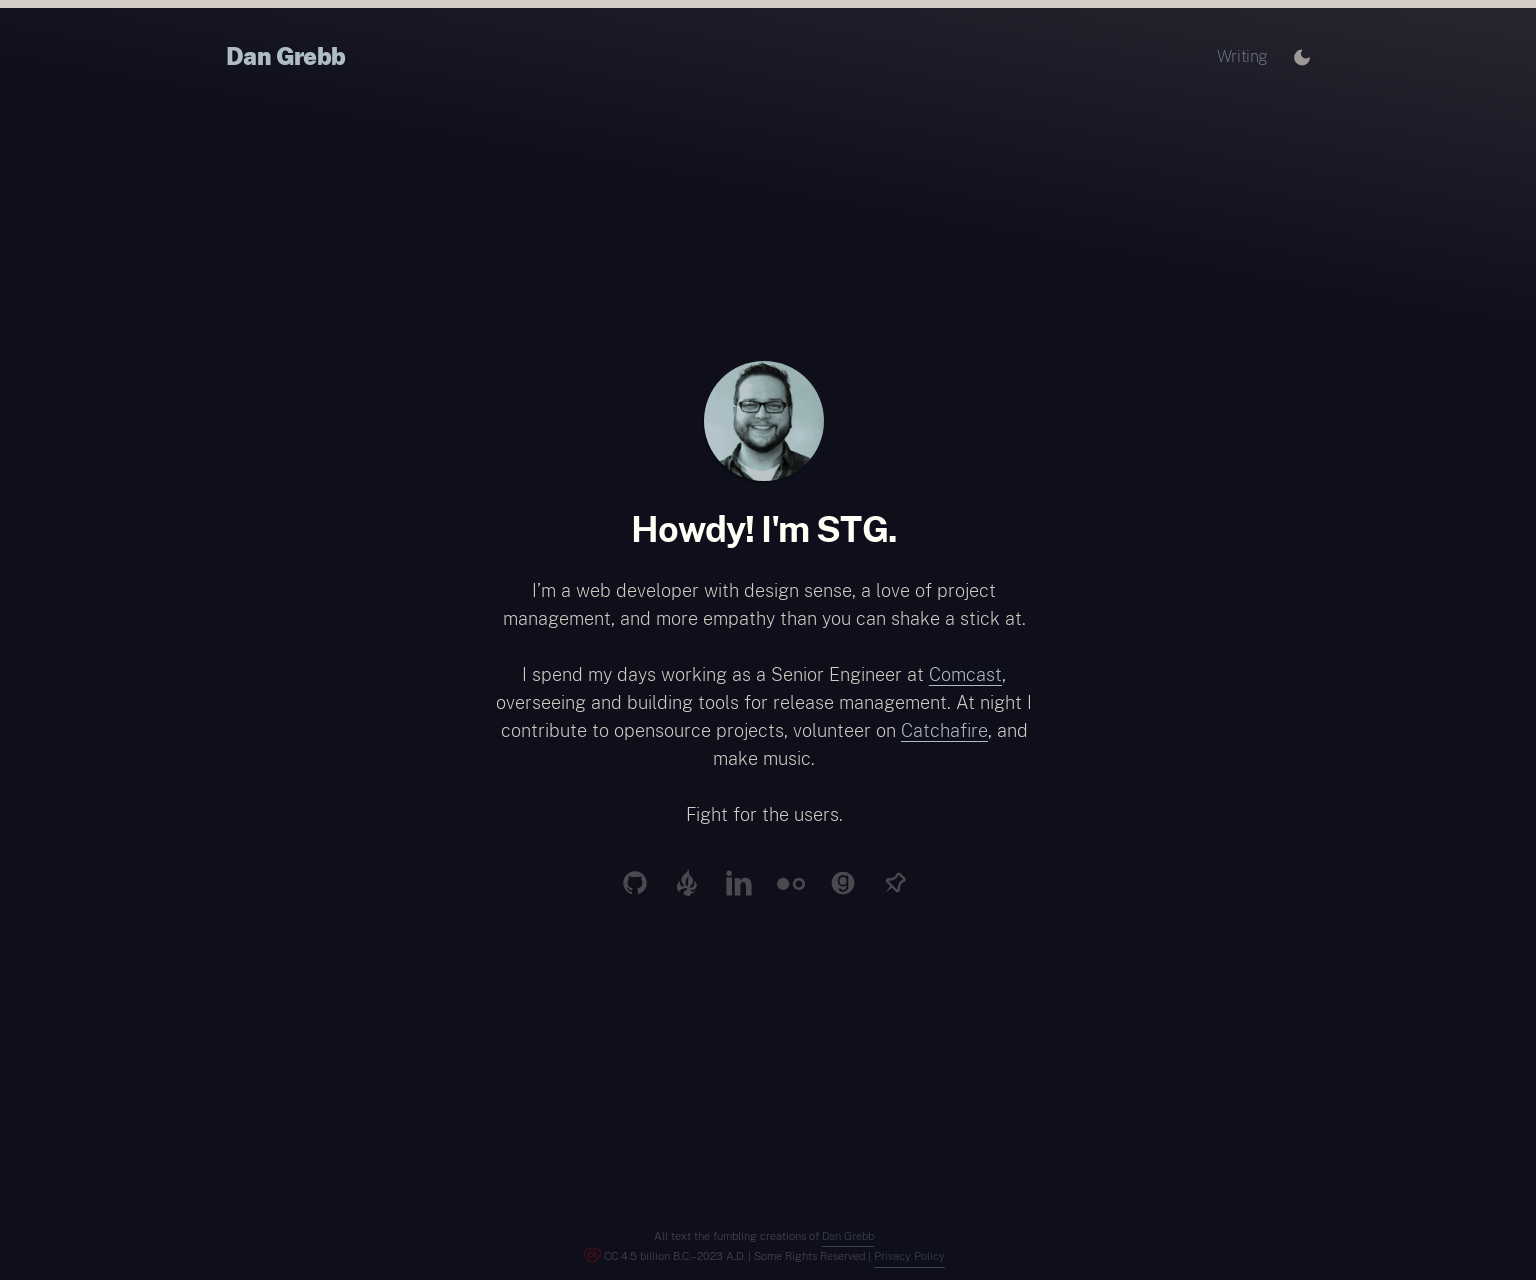 Dan Grebb
Writing
Howdy! I'm STG.
I’m a web developer with design sense, a love of project
management, and more empathy than you can shake a stick at.
I spend my days working as a Senior Engineer at Comcast,
overseeing and building tools for release management. At night I
contribute to opensource projects, volunteer on Catchafire, and
make music.
Fight for the users.
All text the fumbling creations of Dan Grebb
CC 4.5 billion B.C.–2023 A.D. | Some Rights Reserved | Privacy Policy